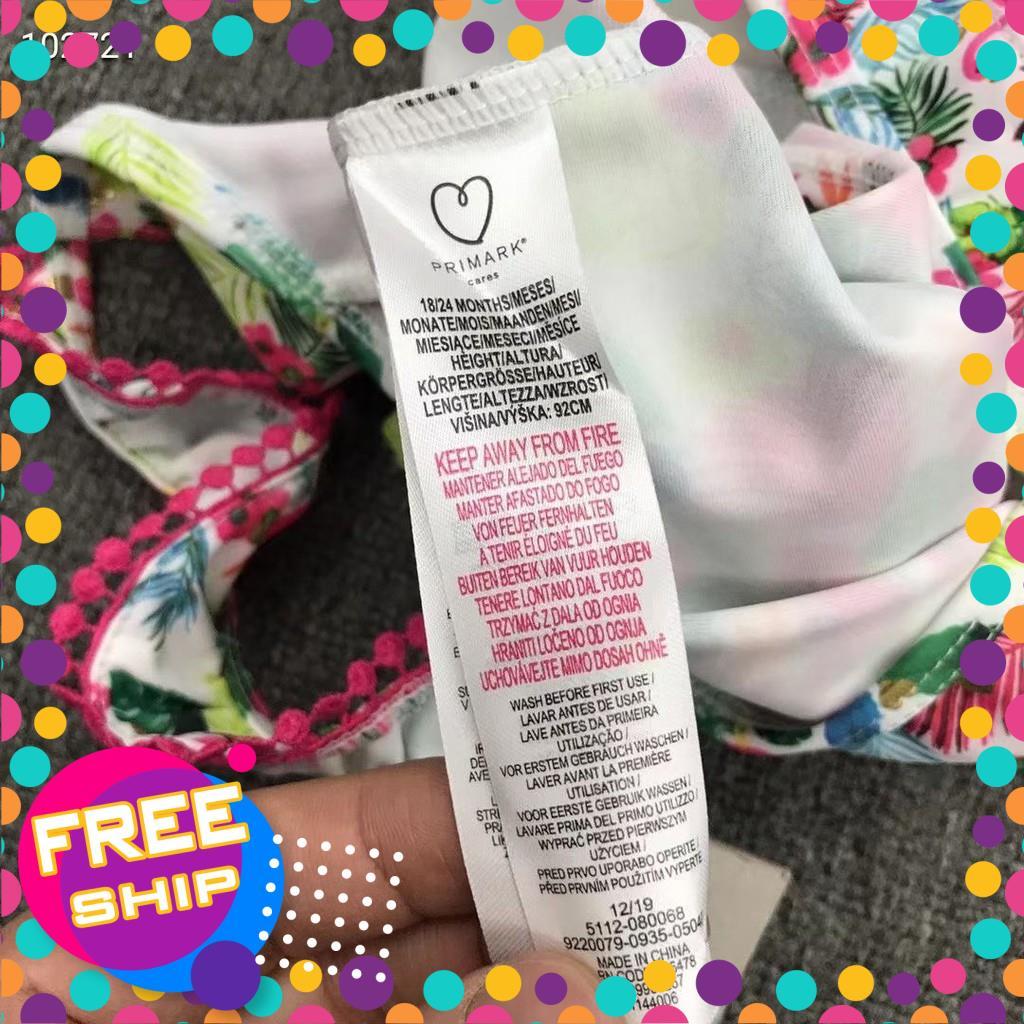 PRIMARK®
cares
18/24 MONTHS/MESES/
MONATE/MOIS/MAANDEN/MESI/
MIESIĄCE/MESECI/MĚSÍCE
HEIGHT/ALTURA/
KÖRPERGRÖSSE/HAUTEUR/
LENGTE/ALTEZZA/WZROST/
VIŠINA/VÝŠKA: 92CM
KEEP AWAY FROM FIRE
MANTENER ALEJADO DEL FUEGO
MANTER AFASTADO DO FOGO
VON FEUER FERNHALTEN
A TENIR ÉLOIGNÉ DU FEU
BUITEN BEREIK VAN VUUR HOUDEN
TENERE LONTANO DAL FUOCO
TRZYMAĆ Z DALA OD OGNIA
HRANITI LOČENO OD OGNJA
UCHOVÁVEJTE MIMO DOSAH OHNĚ
WASH BEFORE FIRST USE /
LAVAR ANTES DE USAR /
LAVE ANTES DA PRIMEIRA
UTILIZAÇÃO /
VOR ERSTEM GEBRAUCH WASCHEN /
LAVER AVANT LA PREMIÈRE
UTILISATION /
VOOR EERSTE GEBRUIK WASSEN /
LAVARE PRIMA DEL PRIMO UTILIZZO /
WYPRAĆ PRZED PIERWSZYM
UŻYCIEM /
PRED PRVO UPORABO OPERITE /
PŘED PRVNÍM POUŽITÍM VYPERTE
12/19
5112-080068
9220079-0935-0504
MADE IN CHINA
FREE
SHIP